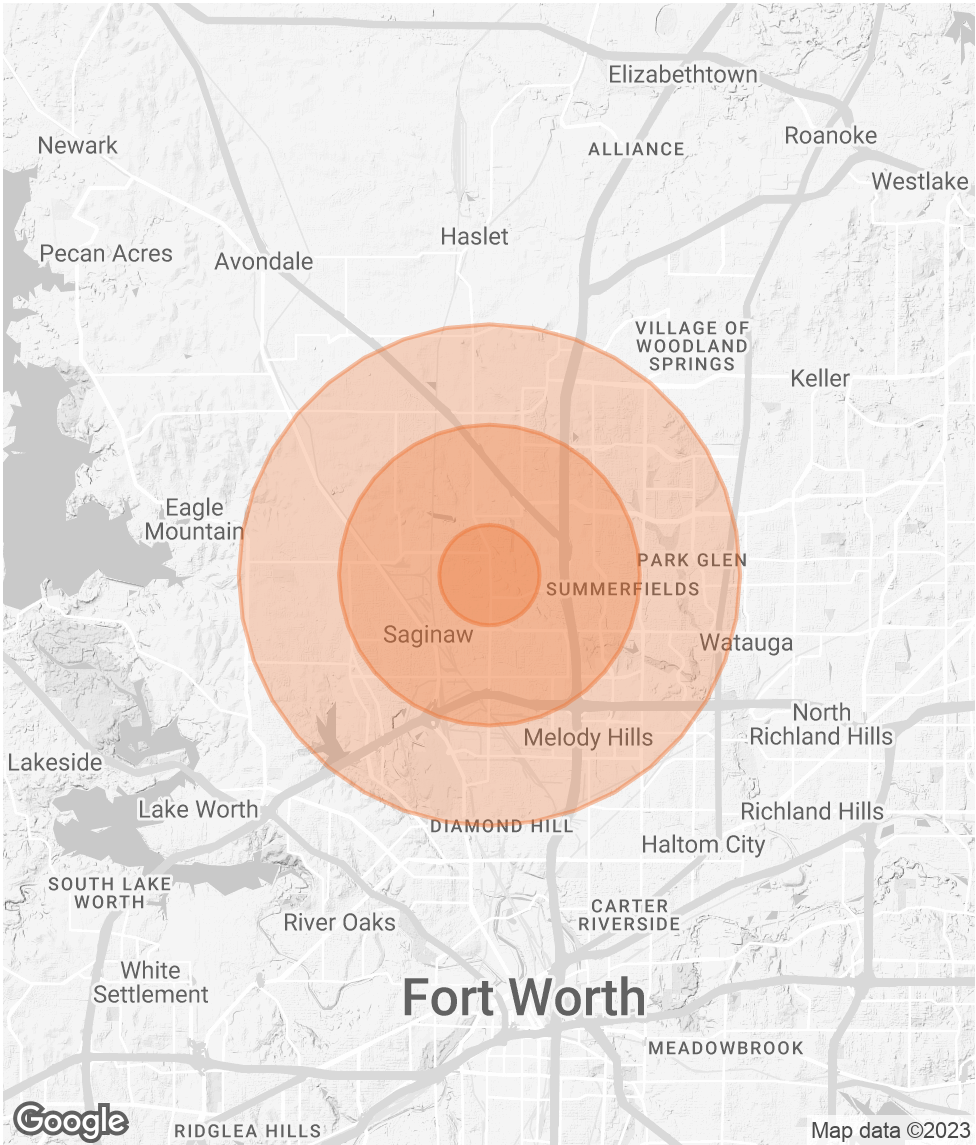 Elizabethtown
Roanoke
Newark
ALLIANCE
Westlake
Haslet
Pecan Acres
Avondale
VILLAGE OF
WOODLAND
SPRINGS
Keller
Eagle
Mountain
PARK GLEN
SUMMERFIELDS
Saginaw
Watauga
North
Richland Hills
Melody Hills
Lakeside
Lake Worth
Richland Hills
DIAMOND HILL
Haltom City
SOUTH LAKE
WORTH
CARTER
RIVERSIDE
River Oaks
White
Settlement
Fort Worth
MEADOWBROOK
Google
RIDGLEA HILLS
Map data ©2023